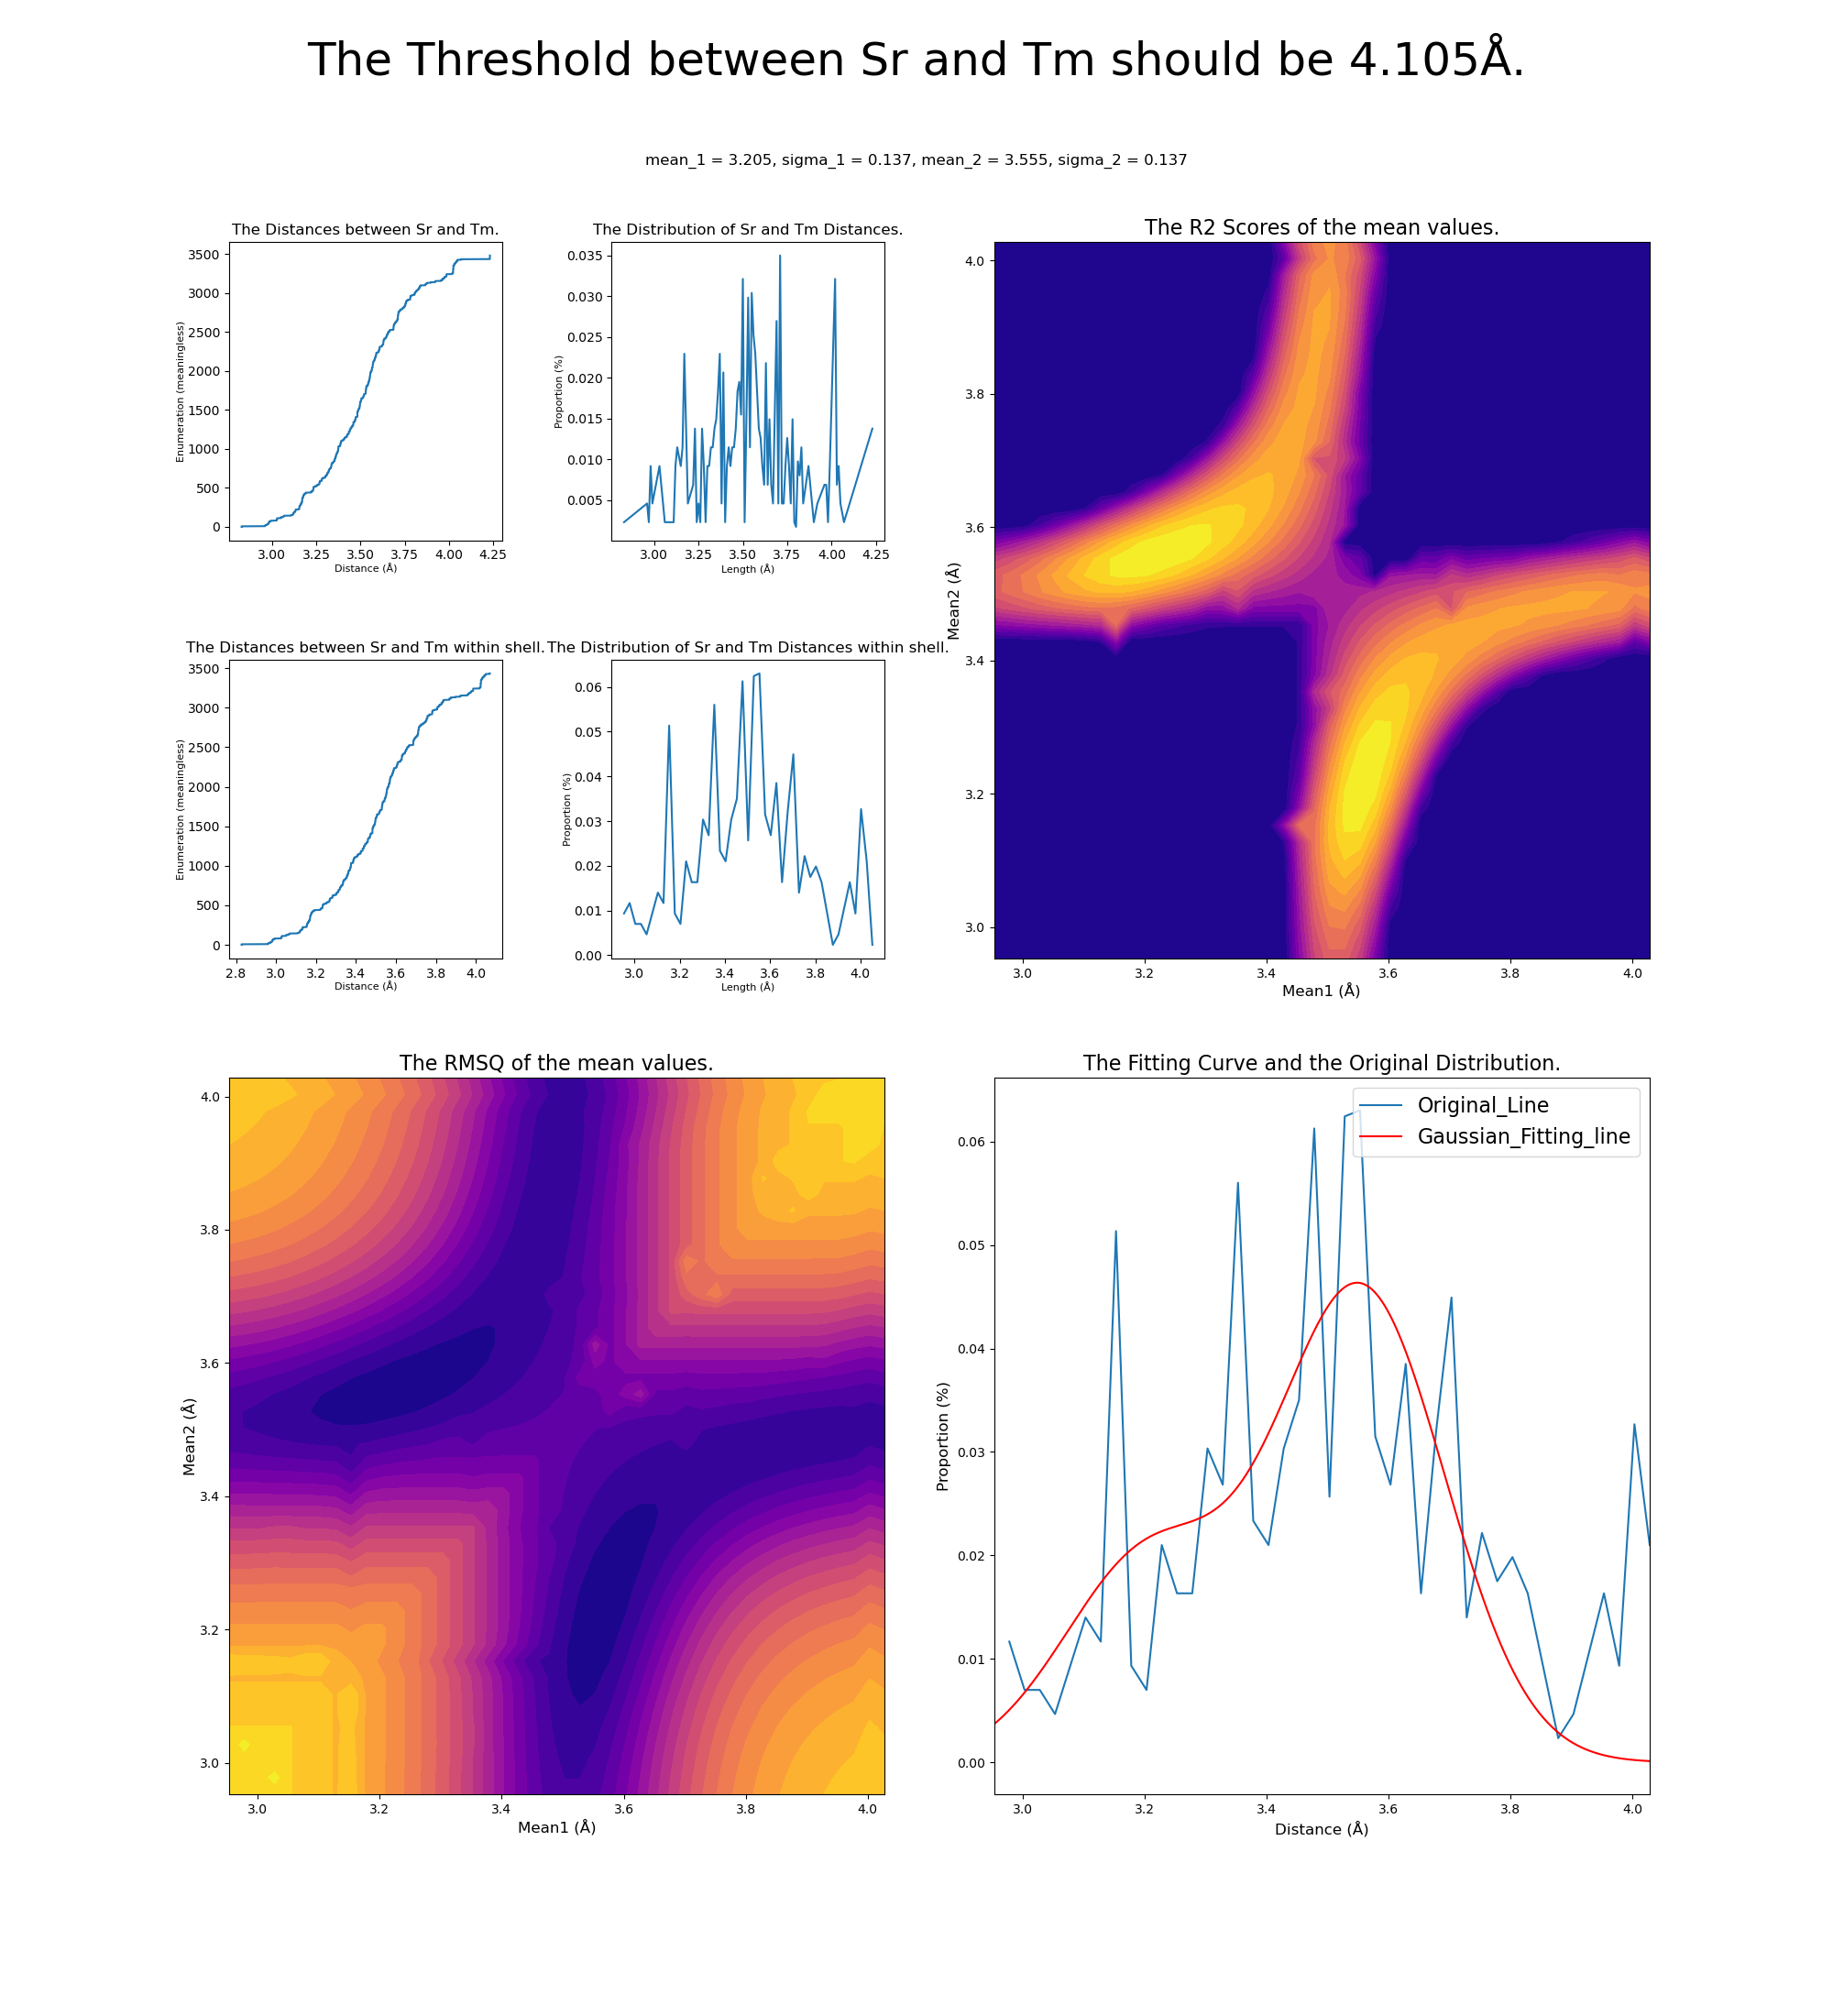 The Threshold between Sr and Tm should be 4.105Å.
mean_1 = 3.205, sigma_1 = 0.137, mean_2 = 3.555, sigma_2 = 0.137
The Distances between Sr and Tm.
Enumeration (meaningless)
3500
3000
2500
2000
1500
1000
500
0
3.00 3.25 3.50 3.75 4.00 4.25
Distance (Å)
The Distribution of Sr and Tm Distances.
Proportion (%)
0.035
0.030
0.025
0.020
0.015
0.010
0.005
3.00 3.25 3.50 3.75 4.00 4.25
Length (Å)
The R2 Scores of the mean values.
Mean2 (Å)
4.0
3.8
3.6
3.4
3.2
3.0
3.0 3.2 3.4 3.6 3.8 4.0
Mean1 (Å)
The Distances between Sr and Tm within shell.
Enumeration (meaningless)
3500
3000
2500
2000
1500
1000
500
0
2.8 3.0 3.2 3.4 3.6 3.8 4.0
Distance (Å)
The Distribution of Sr and Tm Distances within shell.
Proportion (%)
0.06
0.05
0.04
0.03
0.02
0.01
0.00
3.0 3.2 3.4 3.6 3.8 4.0
Length (Å)
The RMSQ of the mean values.
Mean2 (Å)
4.0
3.8
3.6
3.4
3.2
3.0
3.0 3.2 3.4 3.6 3.8 4.0
Mean1 (Å)
The Fitting Curve and the Original Distribution.
Original_Line
Gaussian_Fitting_line
Proportion (%)
0.06
0.05
0.04
0.03
0.02
0.01
0.00
3.0 3.2 3.4 3.6 3.8 4.0
Distance (Å)